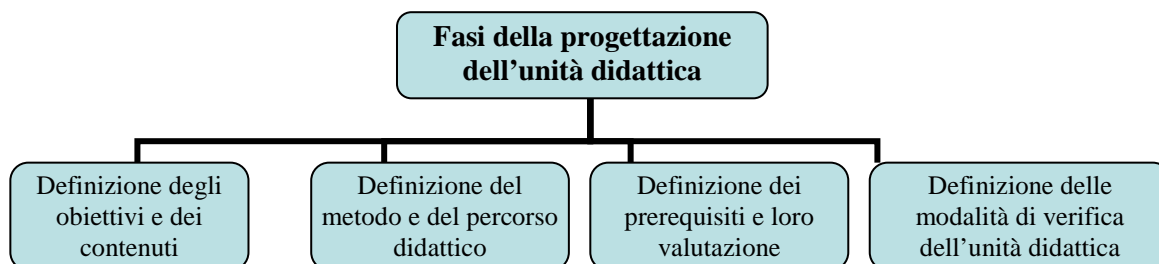 Fasi della progettazione
dell’unità didattica
Definizione degli
obiettivi e dei
contenuti
Definizione del
metodo e del percorso
didattico
Definizione dei
prerequisiti e loro
valutazione
Definizione delle
modalità di verifica
dell’unità didattica